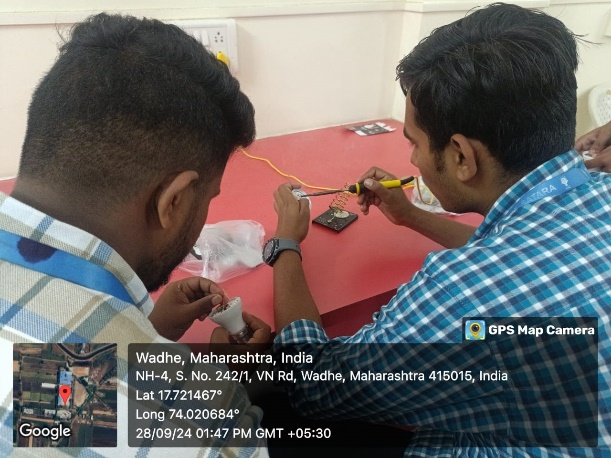 TARA
GPS Map Camera
Wadhe, Maharashtra, India
NH-4, S. No. 242/1, VN Rd, Wadhe, Maharashtra 415015, India
Lat 17.721467°
Long 74.020684°
28/09/24 01:47 PM GMT +05:30
Google